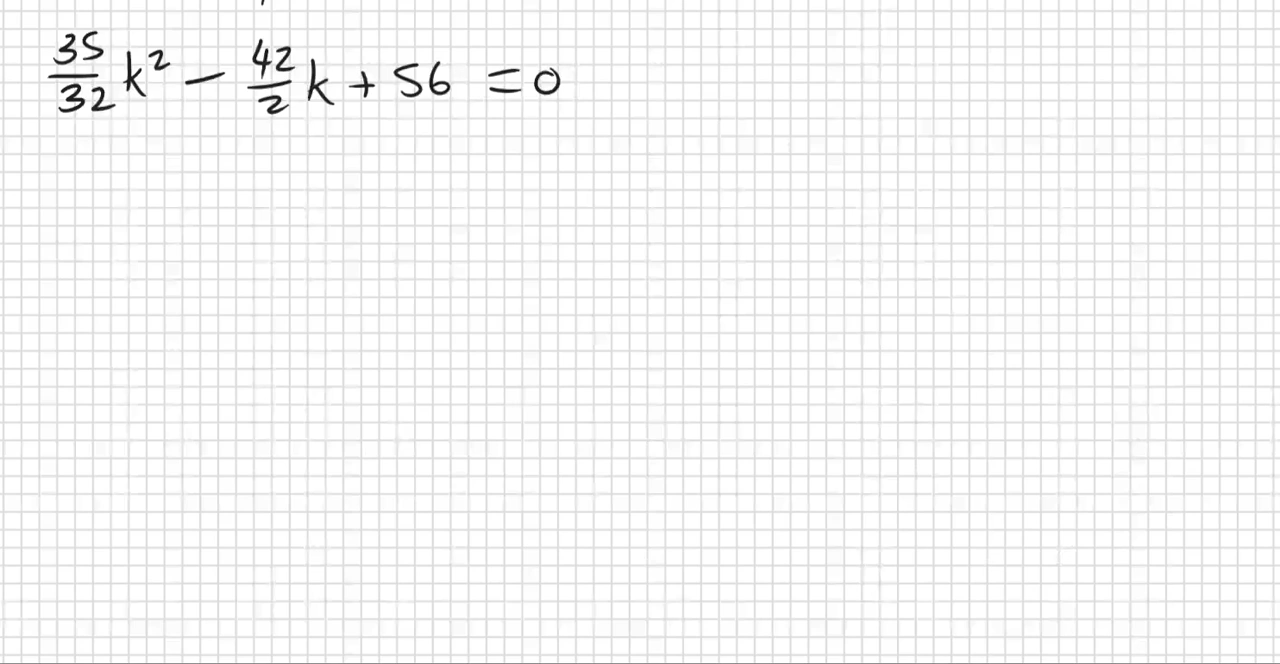 35/32 k² − 42/2 k + 56 = 0